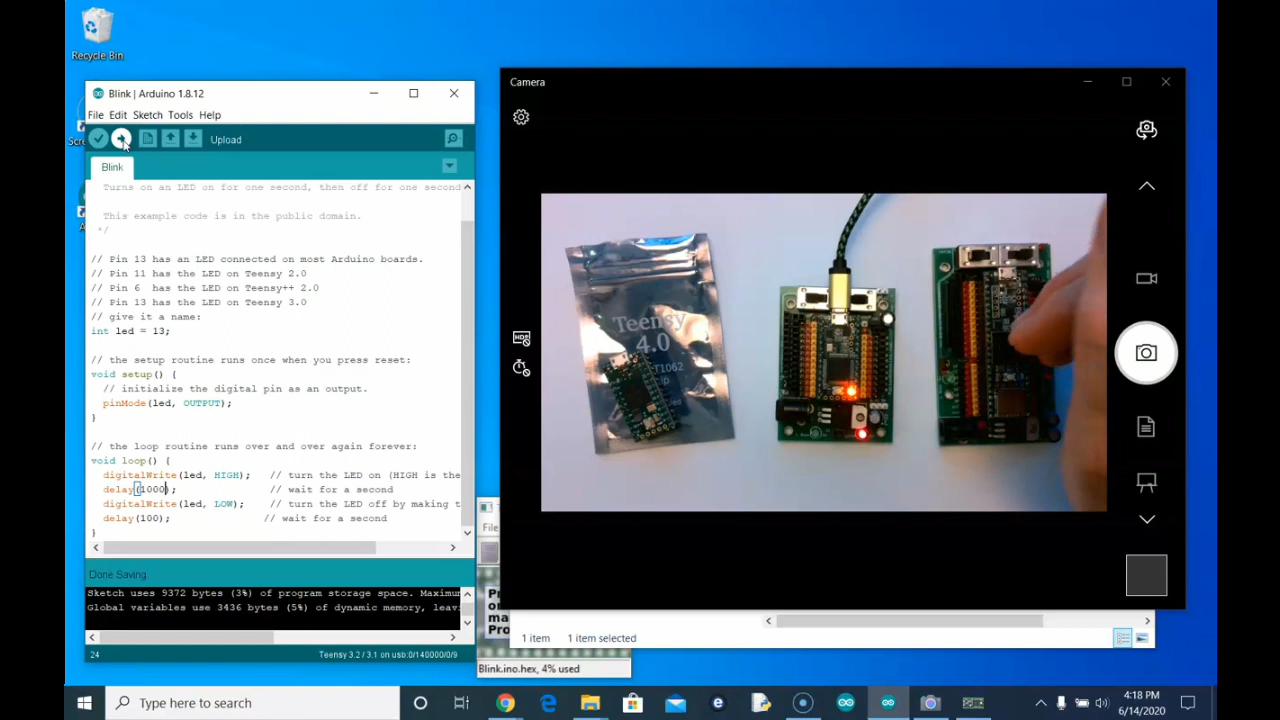 Recycle Bin
Blink | Arduino 1.8.12
File Edit Sketch Tools Help
Upload
Blink
Turns on an LED on for one second, then off for one second
This example code is in the public domain.
*/
// Pin 13 has an LED connected on most Arduino boards.
// Pin 11 has the LED on Teensy 2.0
// Pin 6 has the LED on Teensy++ 2.0
// Pin 13 has the LED on Teensy 3.0
// give it a name:
int led = 13;
// the setup routine runs once when you press reset:
void setup() {
// initialize the digital pin as an output.
pinMode(led, OUTPUT);
}
// the loop routine runs over and over again forever:
void loop() {
digitalWrite(led, HIGH); // turn the LED on (HIGH is the
delay(1000); // wait for a second
digitalWrite(led, LOW); // turn the LED off by making t
delay(100); // wait for a second
}
Done Saving.
Sketch uses 9372 bytes (3%) of program storage space. Maximum
Global variables use 3436 bytes (5%) of dynamic memory, leavi
24
Teensy 3.2 / 3.1 on usb:0/140000/0/9
Camera
HDR
Teensy
4.0
File
Blink.ino.hex, 4% used
1 item 1 item selected
Type here to search
4:18 PM
6/14/2020